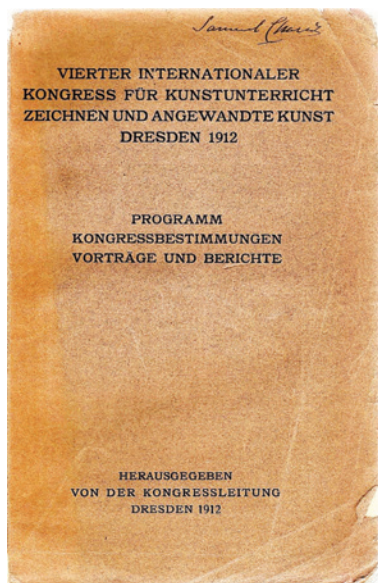 Samuel
VIERTER INTERNATIONALER
KONGRESS FÜR KUNSTUNTERRICHT
ZEICHNEN UND ANGEWANDTE KUNST
DRESDEN 1912
PROGRAMM
KONGRESSBESTIMMUNGEN
VORTRÄGE UND BERICHTE
HERAUSGEGEBEN
VON DER KONGRESSLEITUNG
DRESDEN 1912